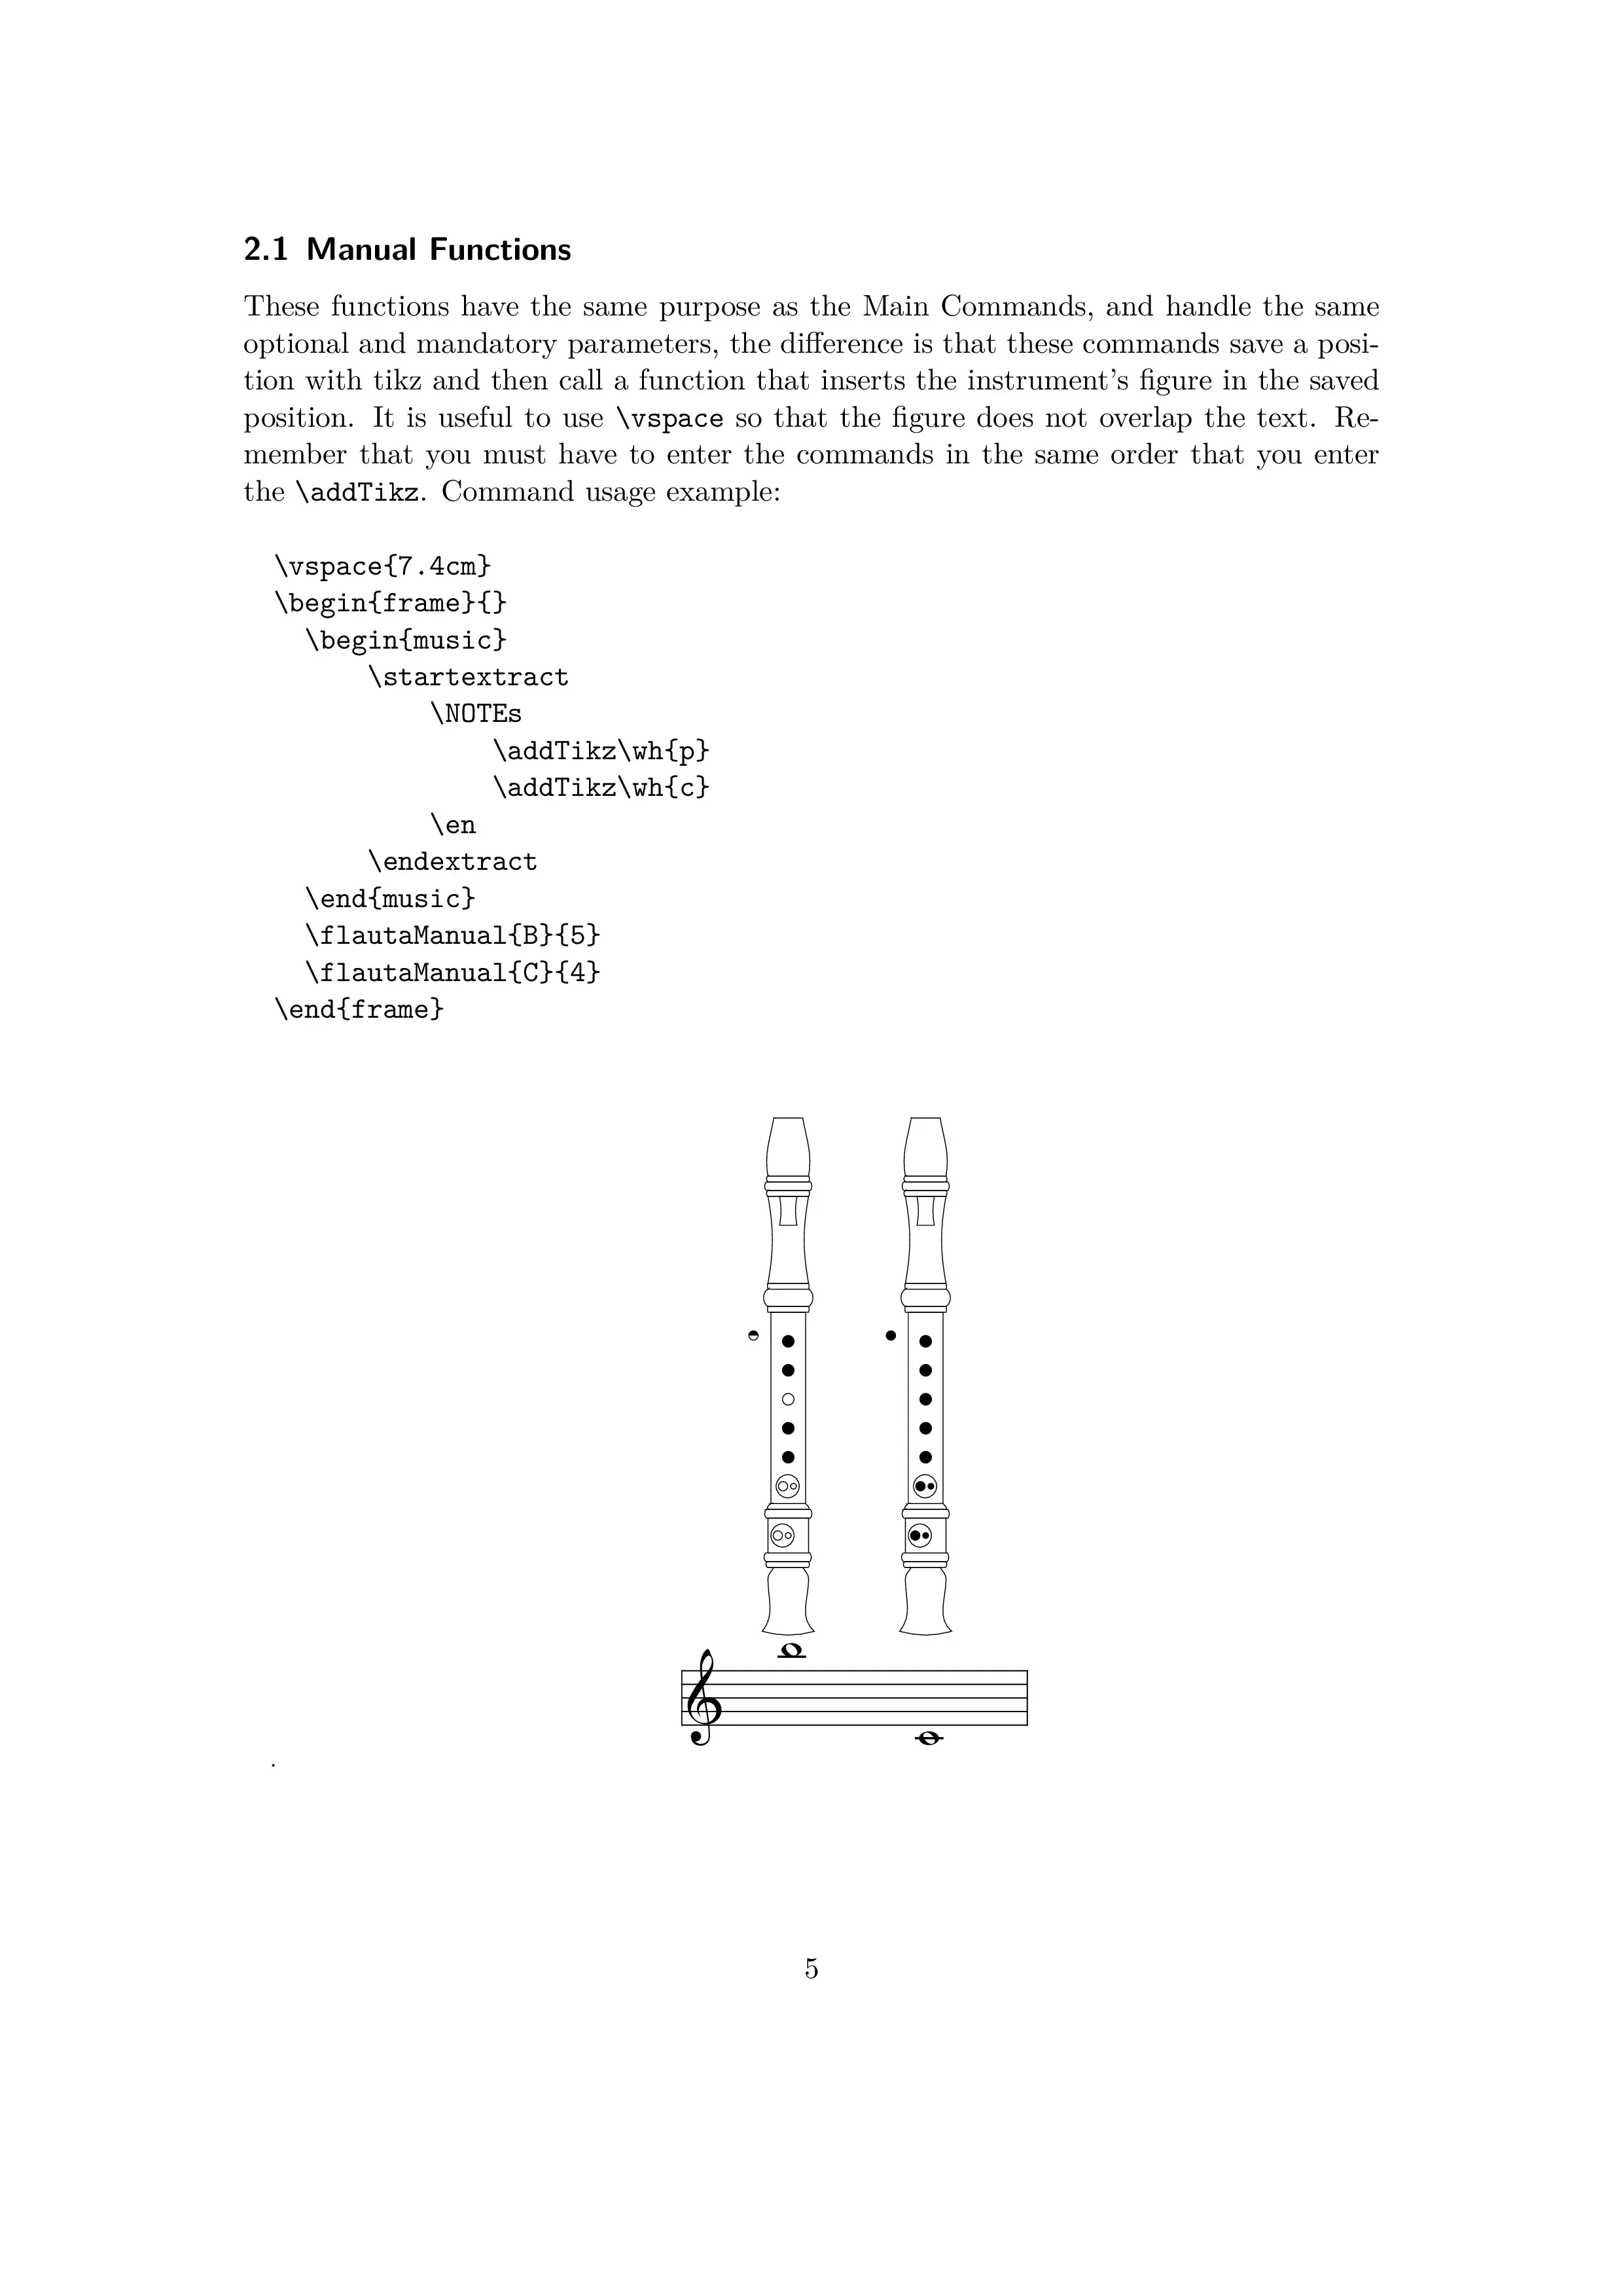 2.1 Manual Functions
These functions have the same purpose as the Main Commands, and handle the same
optional and mandatory parameters, the difference is that these commands save a posi-
tion with tikz and then call a function that inserts the instrument's figure in the saved
position. It is useful to use \vspace so that the figure does not overlap the text. Re-
member that you must have to enter the commands in the same order that you enter
the \addTikz. Command usage example:
\vspace{7.4cm}
\begin{frame}{}
  \begin{music}
      \startextract
          \NOTEs
              \addTikz\wh{p}
              \addTikz\wh{c}
          \en
      \endextract
  \end{music}
  \flautaManual{B}{5}
  \flautaManual{C}{4}
\end{frame}
.
5